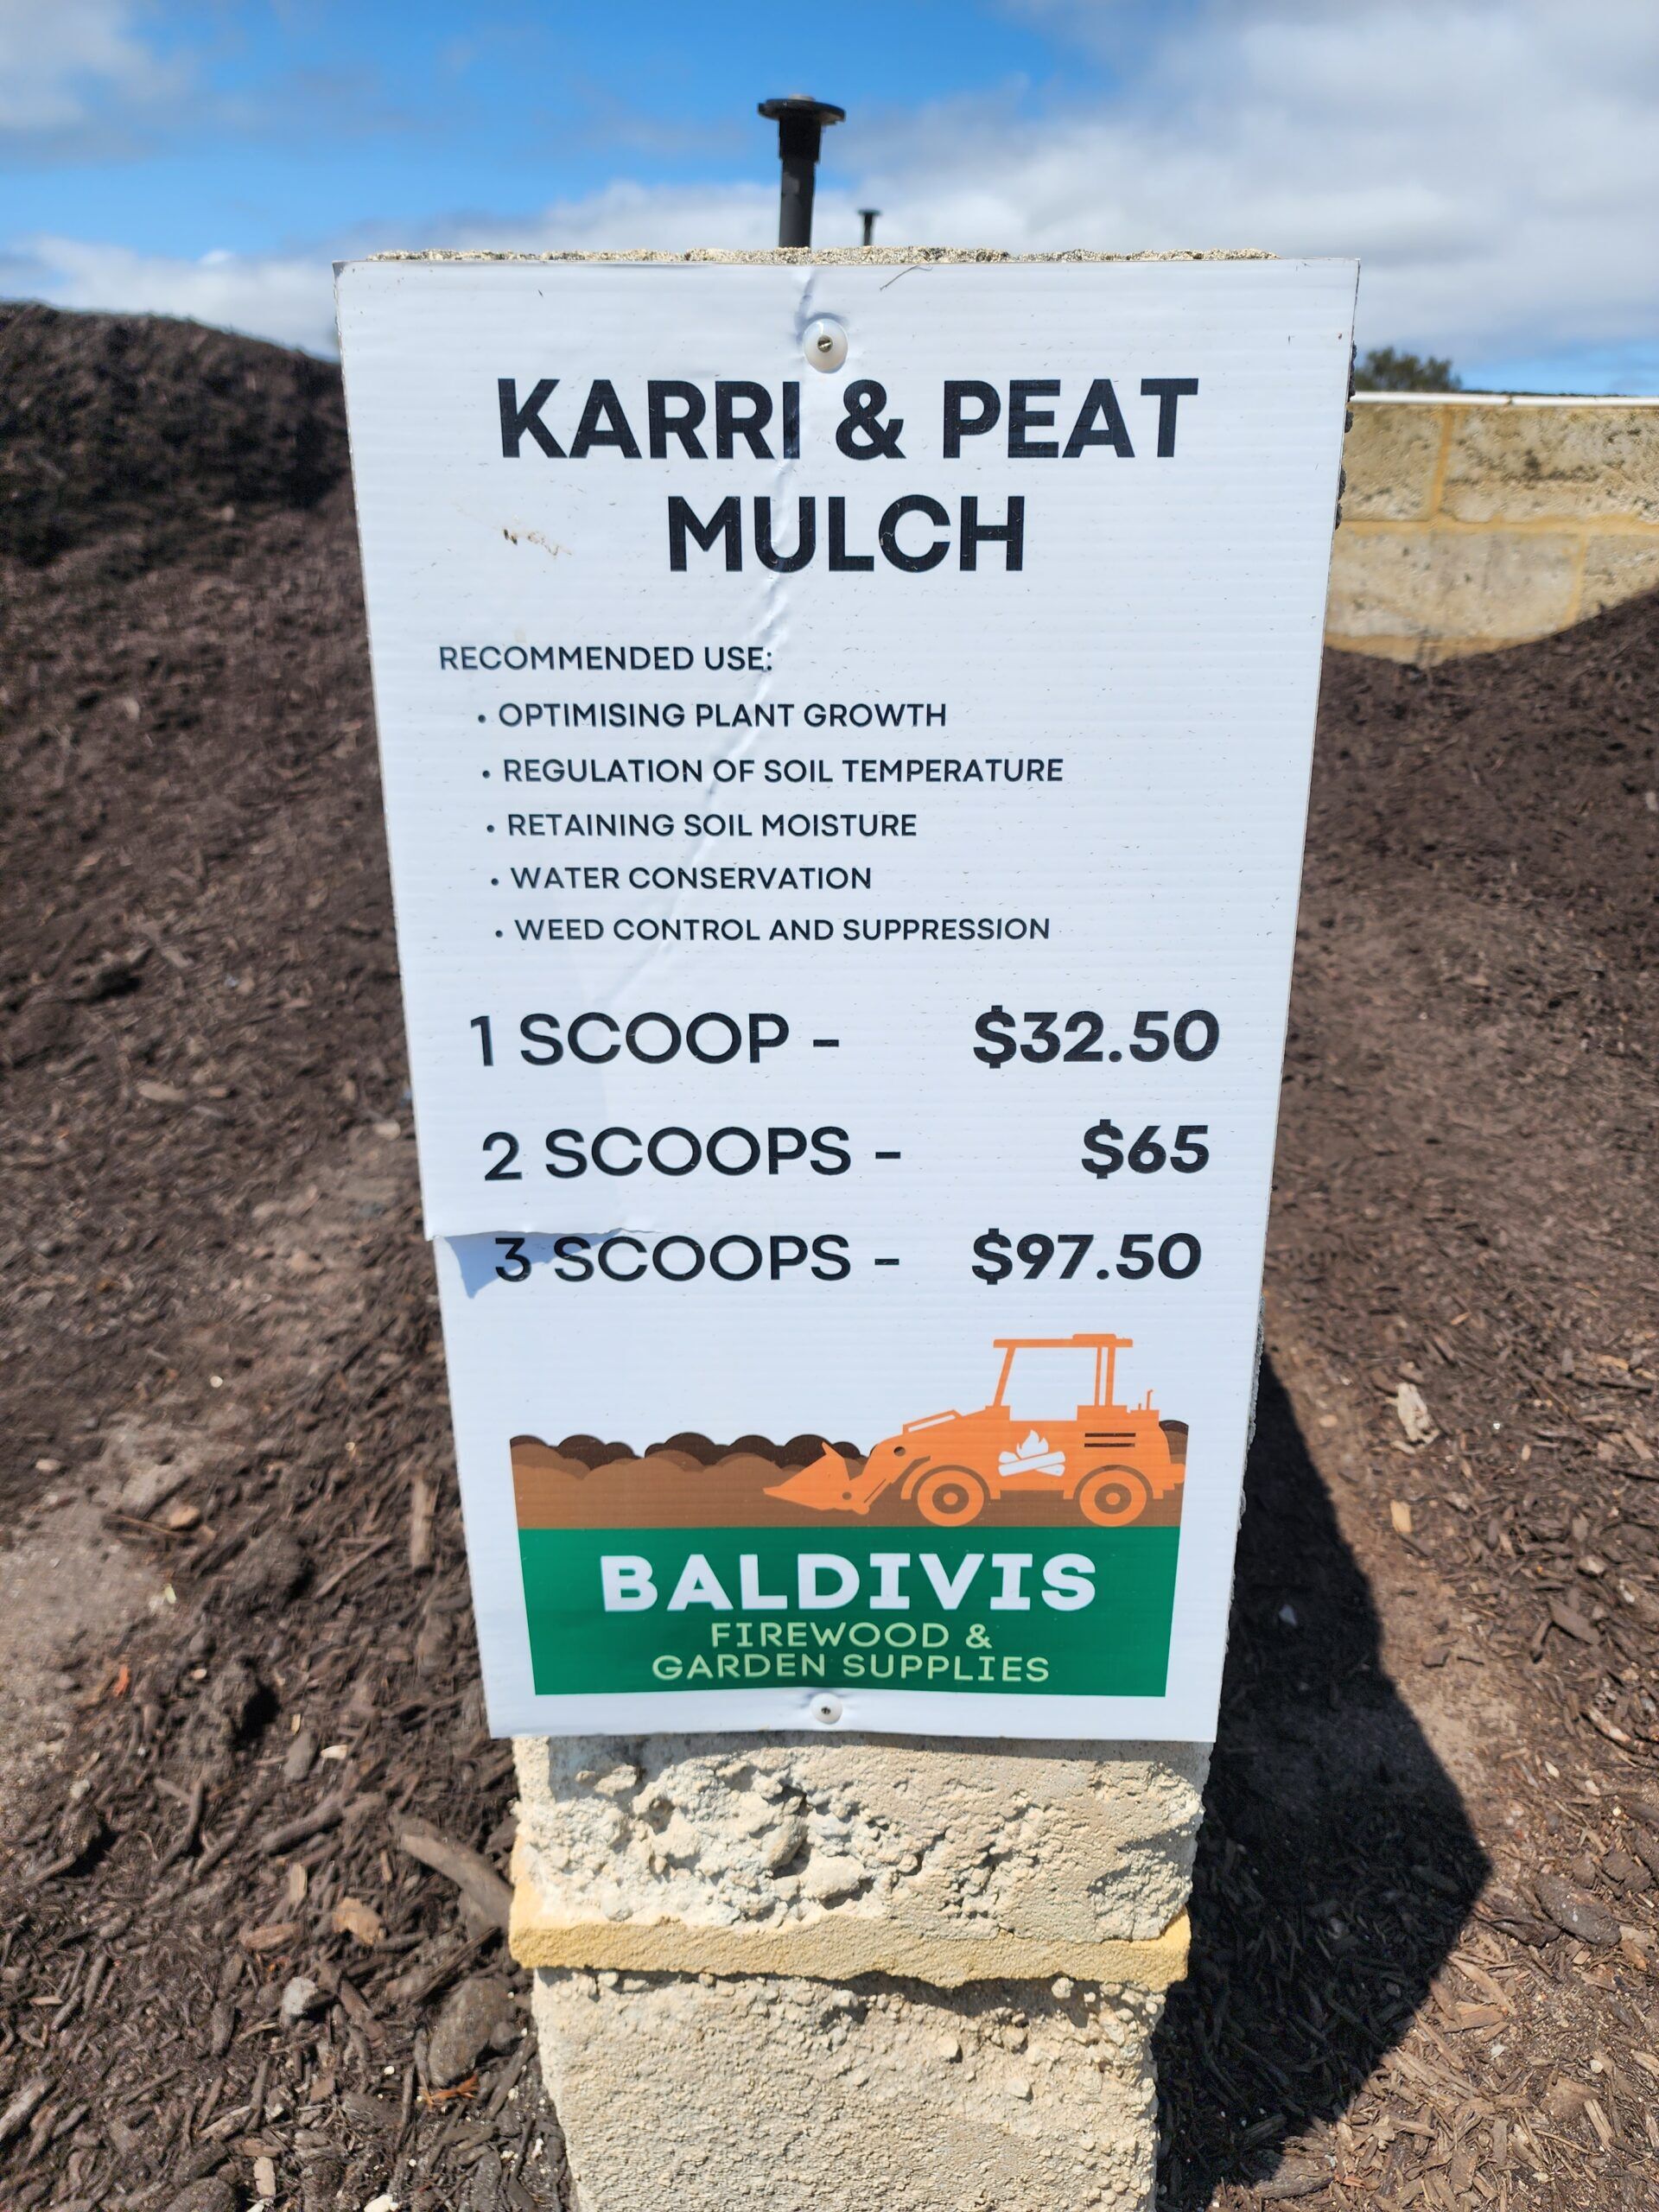 KARRI & PEAT
MULCH
RECOMMENDED USE:
• OPTIMISING PLANT GROWTH
• REGULATION OF SOIL TEMPERATURE
• RETAINING SOIL MOISTURE
• WATER CONSERVATION
• WEED CONTROL AND SUPPRESSION
1 SCOOP - $32.50
2 SCOOPS - $65
3 SCOOPS - $97.50
BALDIVIS
FIREWOOD &
GARDEN SUPPLIES